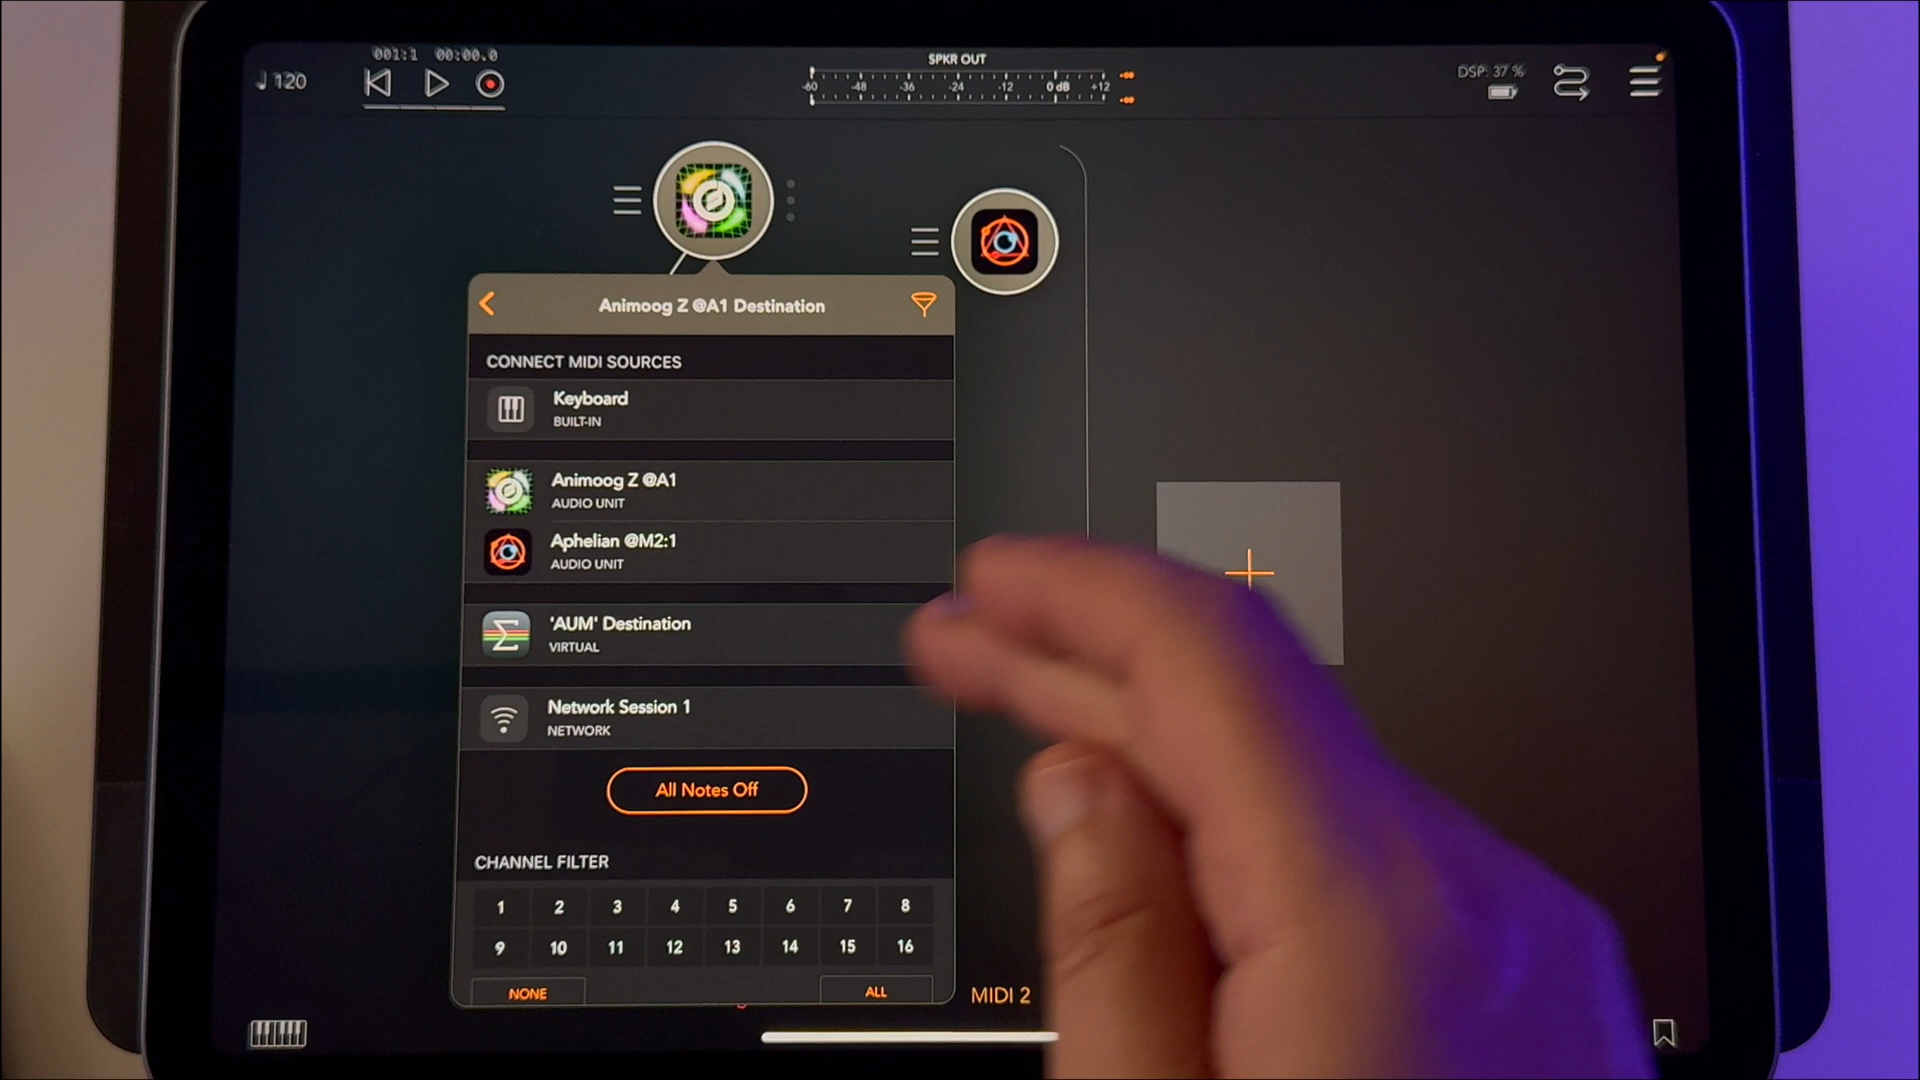 001:1 00:00.0
120
SPKR OUT
-60 -48 -36 -24 -12 0 dB +12
-∞
-∞
DSP: 37 %
Animoog Z @A1 Destination
CONNECT MIDI SOURCES
Keyboard
BUILT-IN
Animoog Z @A1
AUDIO UNIT
Aphelian @M2:1
AUDIO UNIT
'AUM' Destination
VIRTUAL
Network Session 1
NETWORK
All Notes Off
CHANNEL FILTER
1 2 3 4 5 6 7 8
9 10 11 12 13 14 15 16
NONE ALL
MIDI 2